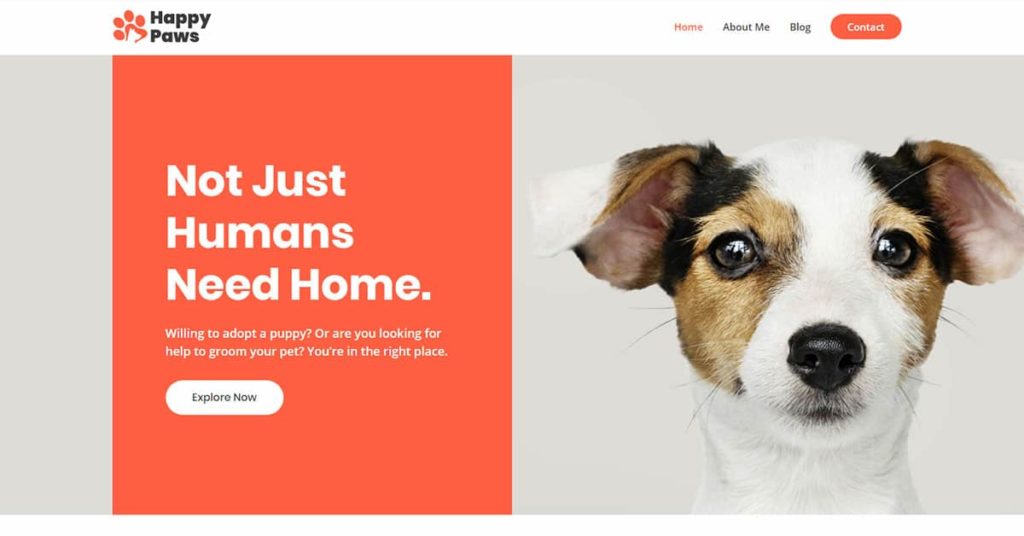 Happy
Paws
Home
About Me
Blog
Contact
Not Just
Humans
Need Home.
Willing to adopt a puppy? Or are you looking for
help to groom your pet? You're in the right place.
Explore Now